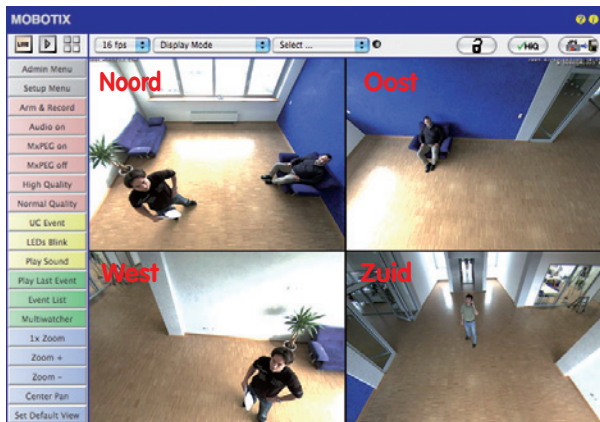 MOBOTIX
16 fps
Display Mode
Select ...
HiQ
LIVE
Admin Menu
Setup Menu
Arm & Record
Audio on
MxPEG on
MxPEG off
High Quality
Normal Quality
UC Event
LEDs Blink
Play Sound
Play Last Event
Event List
Multiwatcher
1x Zoom
Zoom +
Zoom −
Center Pan
Set Default View
Noord
Oost
West
Zuid